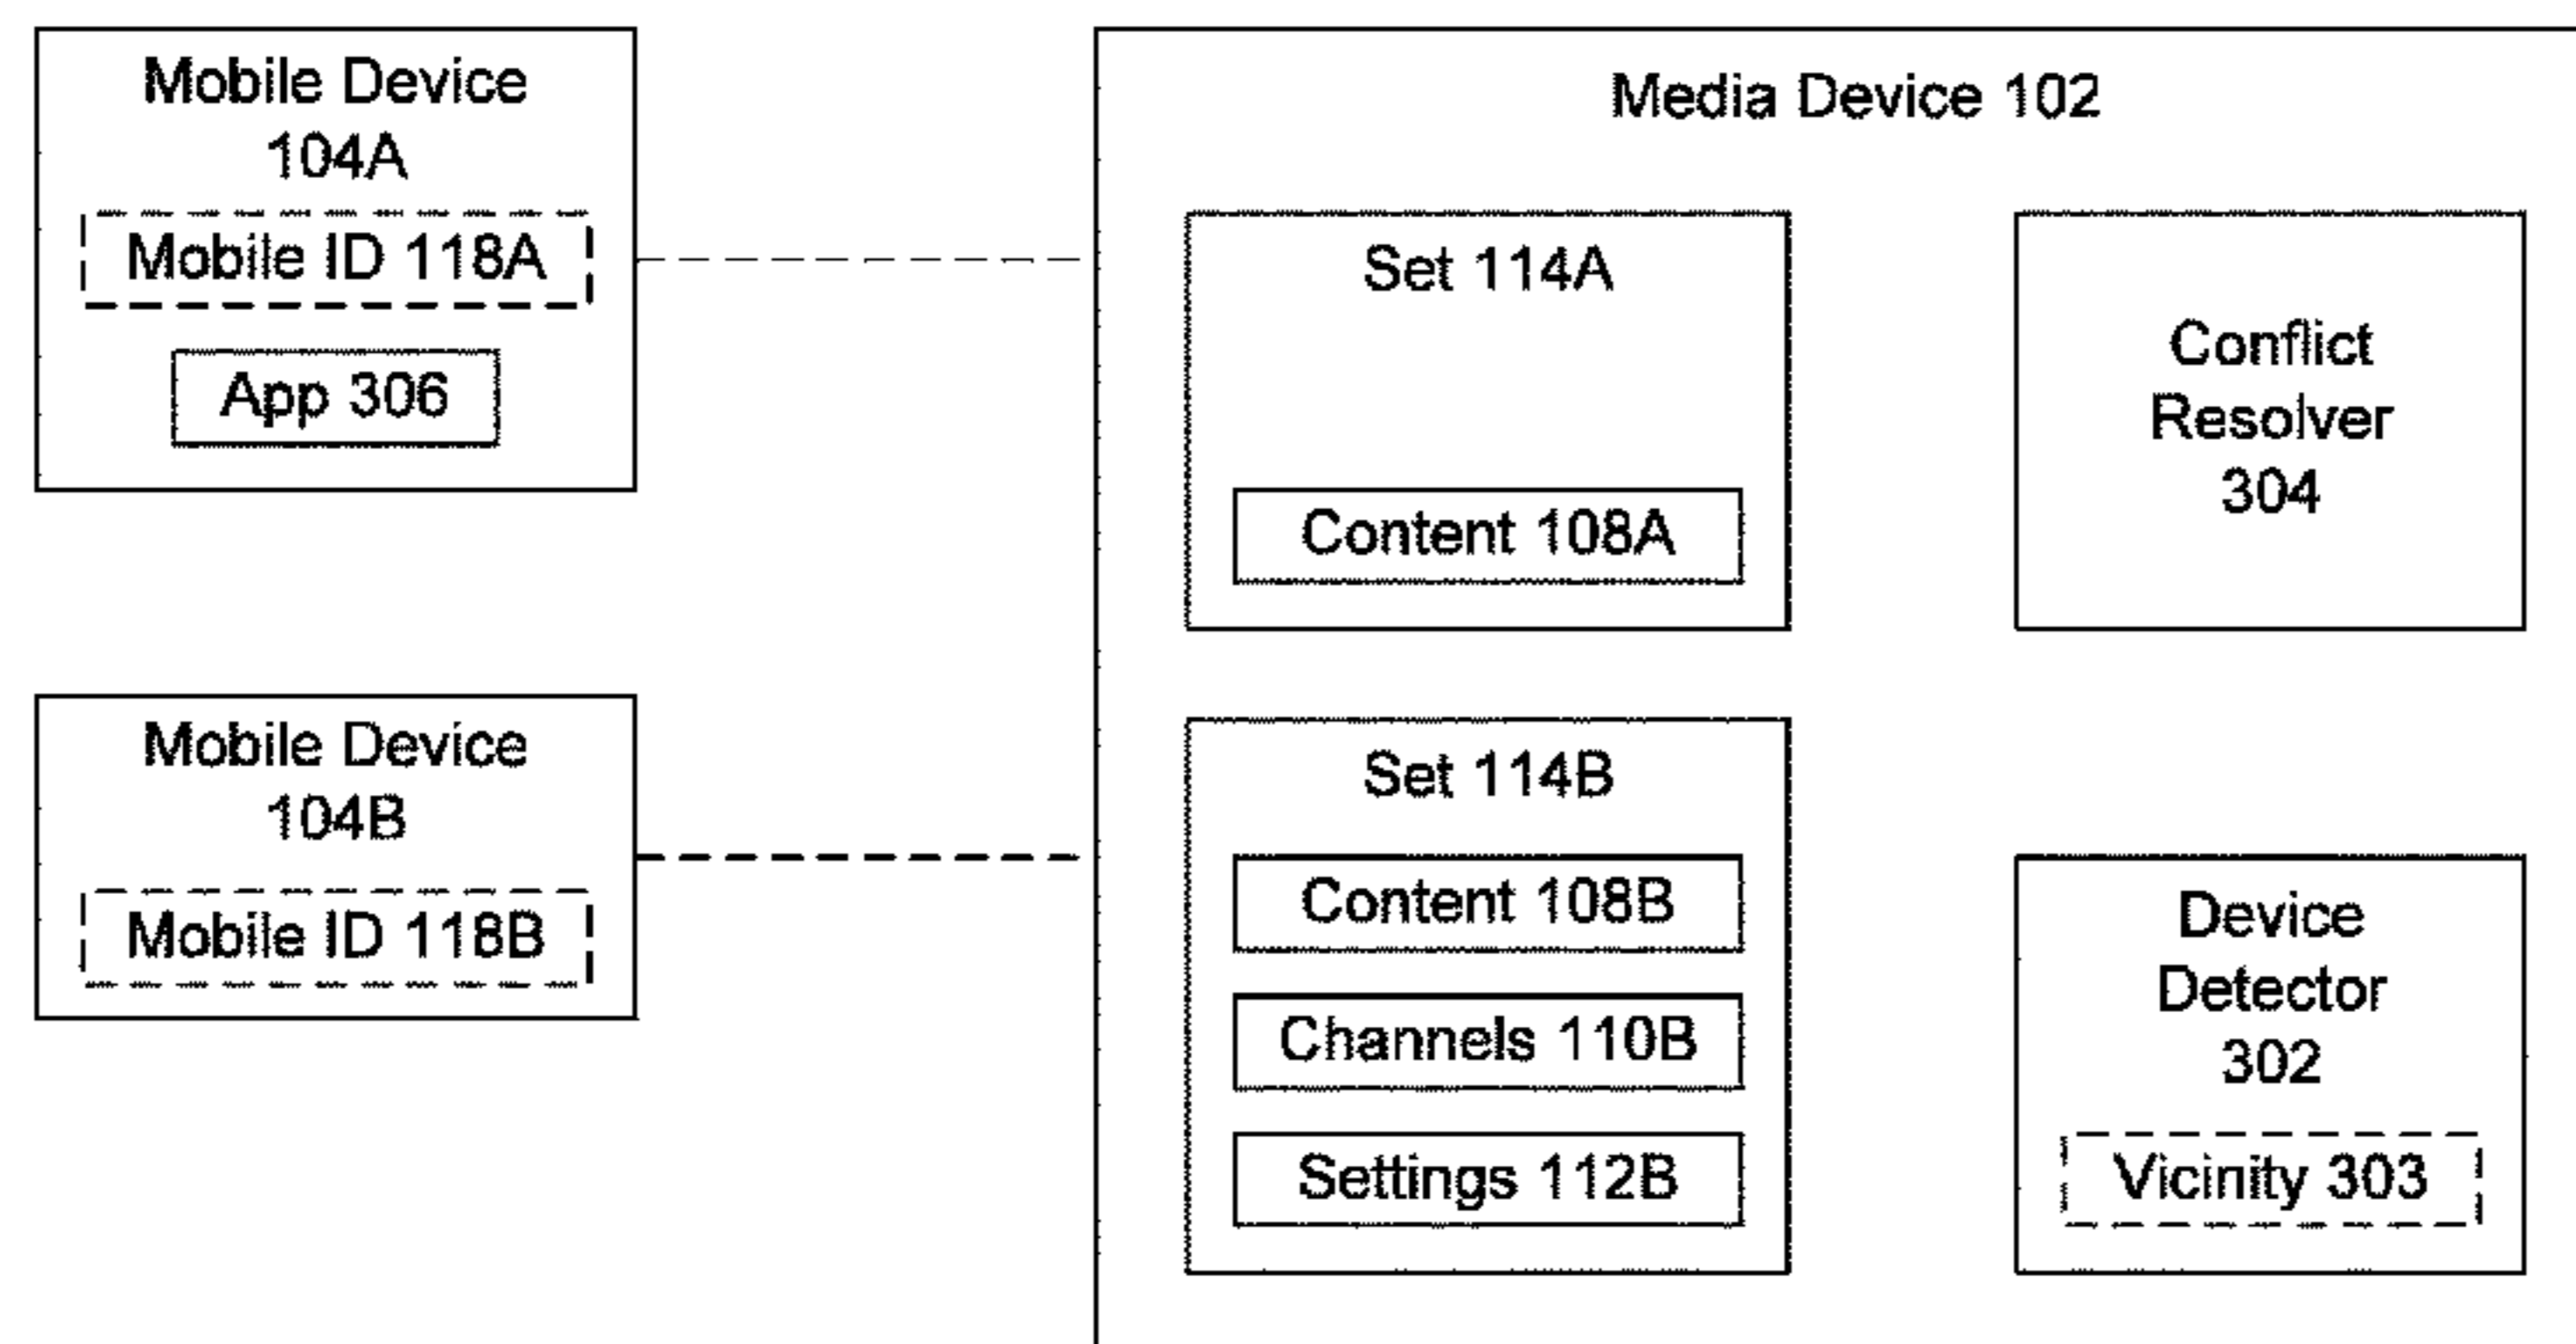 Mobile Device
104A
Mobile ID 118A
App 306
Mobile Device
104B
Mobile ID 118B
Media Device 102
Set 114A
Content 108A
Set 114B
Content 108B
Channels 110B
Settings 112B
Conflict
Resolver
304
Device
Detector
302
Vicinity 303